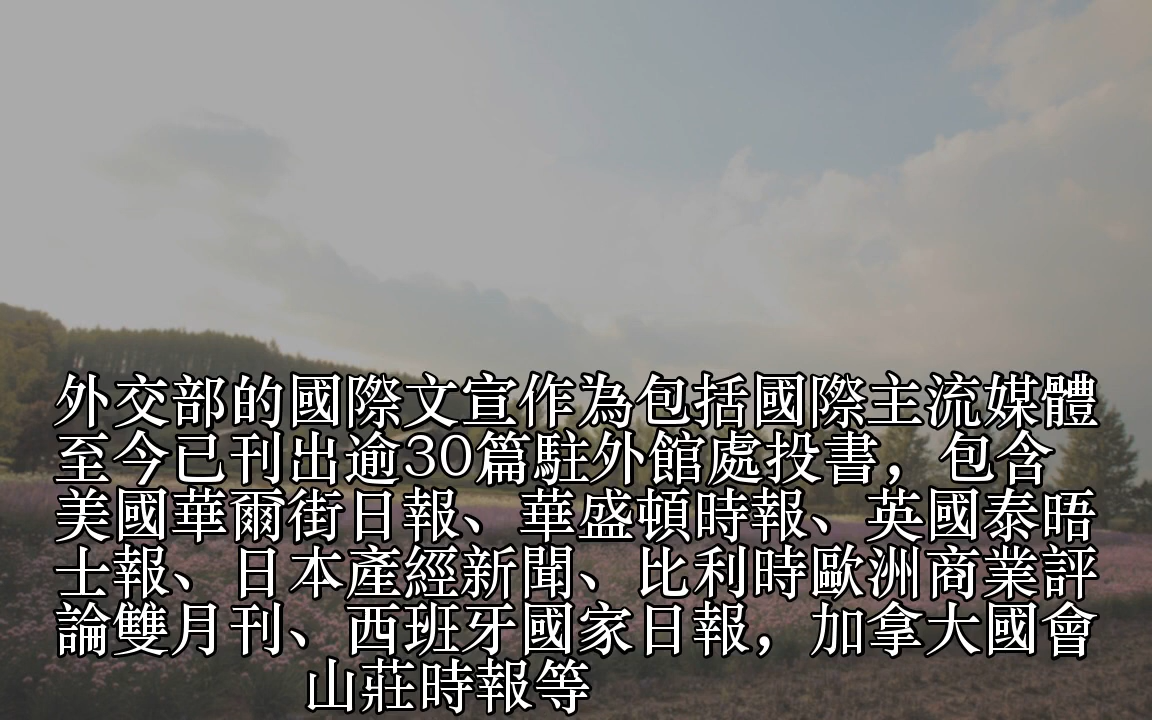 外交部的國際文宣作為包括國際主流媒體
至今已刊出逾30篇駐外館處投書，包含
美國華爾街日報、華盛頓時報、英國泰晤
士報、日本產經新聞、比利時歐洲商業評
論雙月刊、西班牙國家日報，加拿大國會
山莊時報等